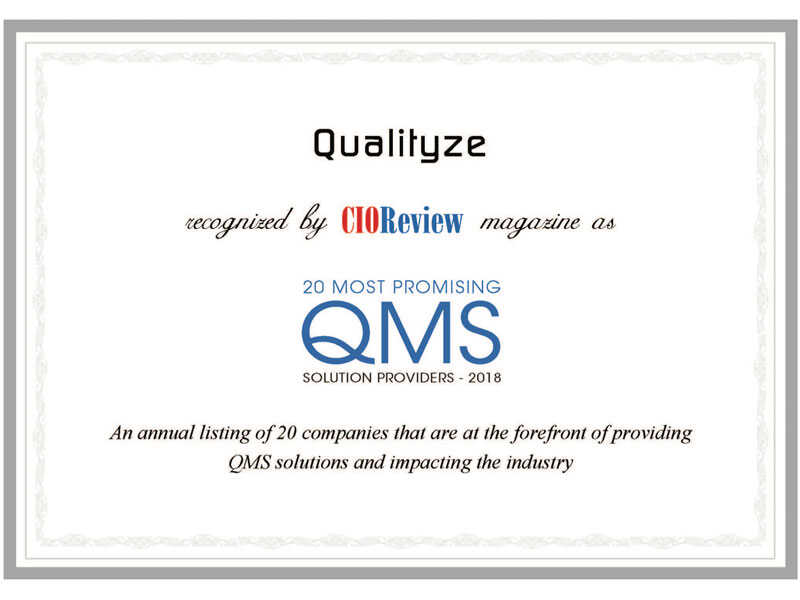 Qualityze
recognized by CIOReview magazine as
20 MOST PROMISING
QMS
SOLUTION PROVIDERS - 2018
An annual listing of 20 companies that are at the forefront of providing
QMS solutions and impacting the industry